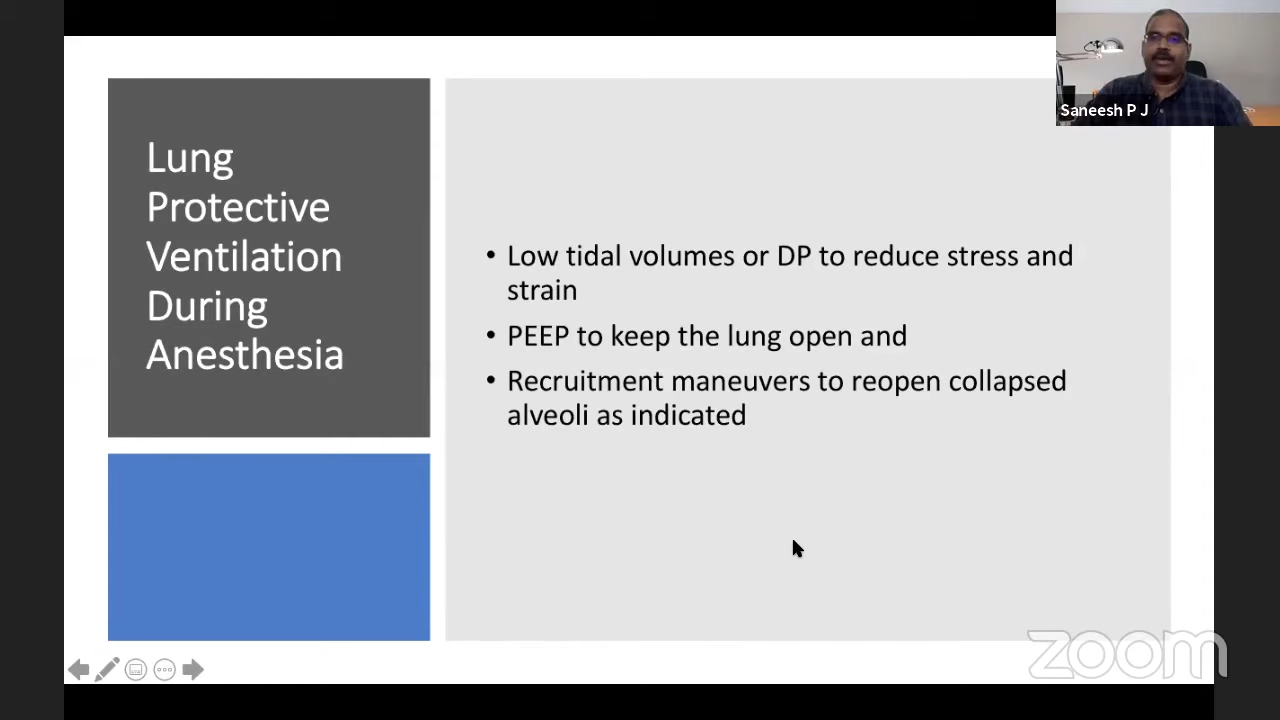 Saneesh P J
Lung
Protective
Ventilation
During
Anesthesia
• Low tidal volumes or DP to reduce stress and
strain
• PEEP to keep the lung open and
• Recruitment maneuvers to reopen collapsed
alveoli as indicated
zoom